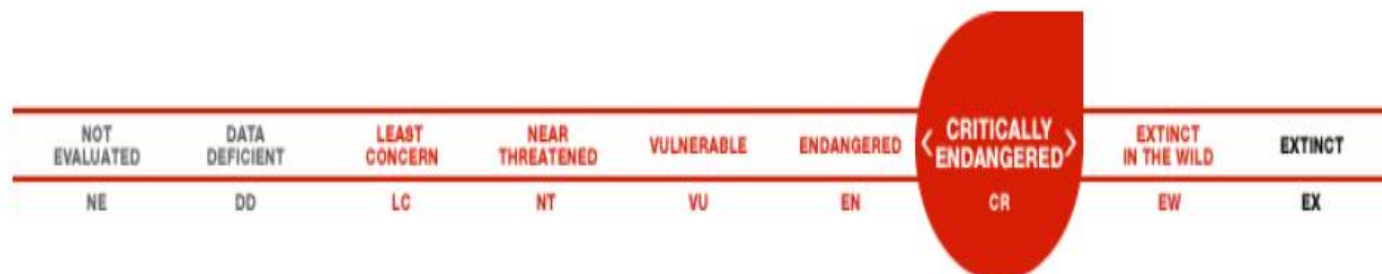 NOT
EVALUATED
DATA
DEFICIENT
LEAST
CONCERN
NEAR
THREATENED
VULNERABLE
ENDANGERED
< CRITICALLY
ENDANGERED >
EXTINCT
IN THE WILD
EXTINCT
NE
DD
LC
NT
VU
EN
CR
EW
EX